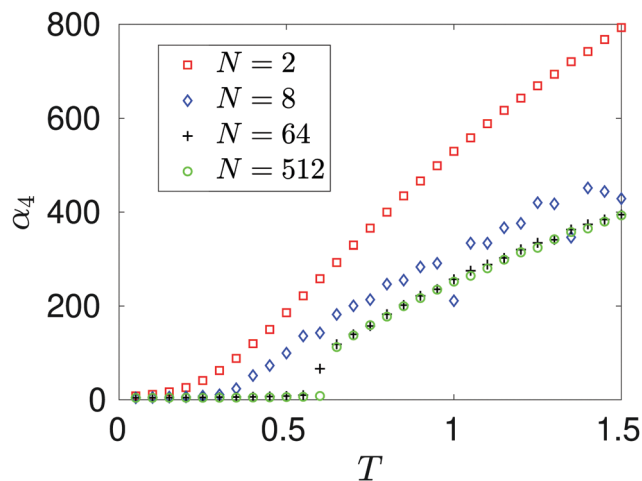 800
600
400
200
0
α₄
N = 2
N = 8
N = 64
N = 512
0 0.5 1 1.5
T